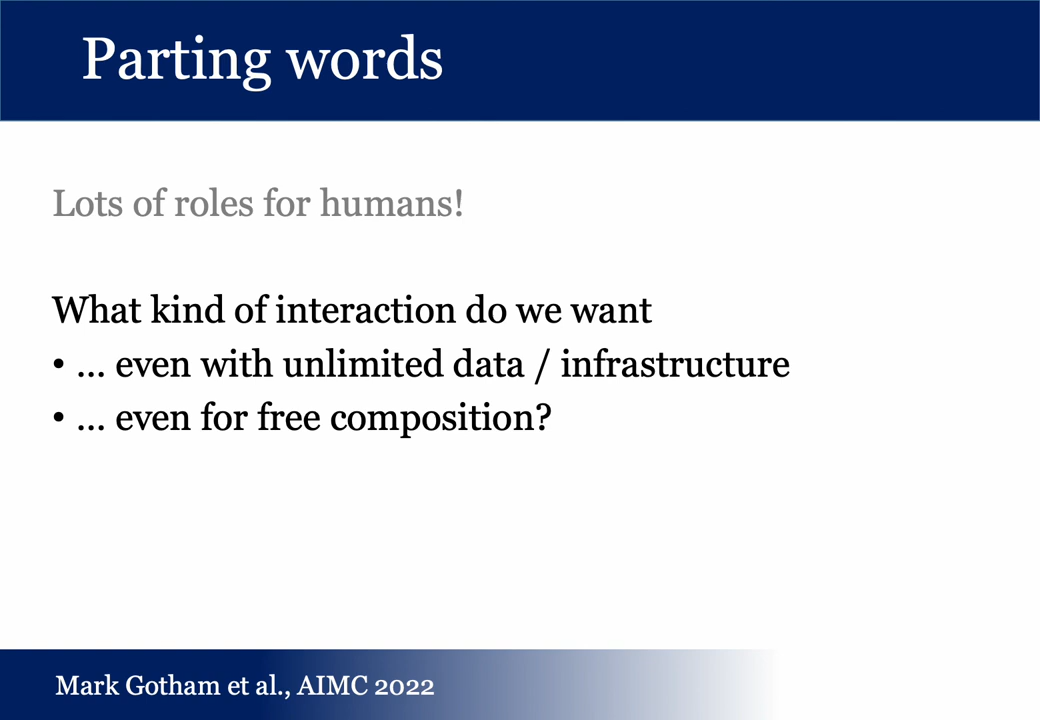 Parting words
Lots of roles for humans!
What kind of interaction do we want
• … even with unlimited data / infrastructure
• … even for free composition?
Mark Gotham et al., AIMC 2022